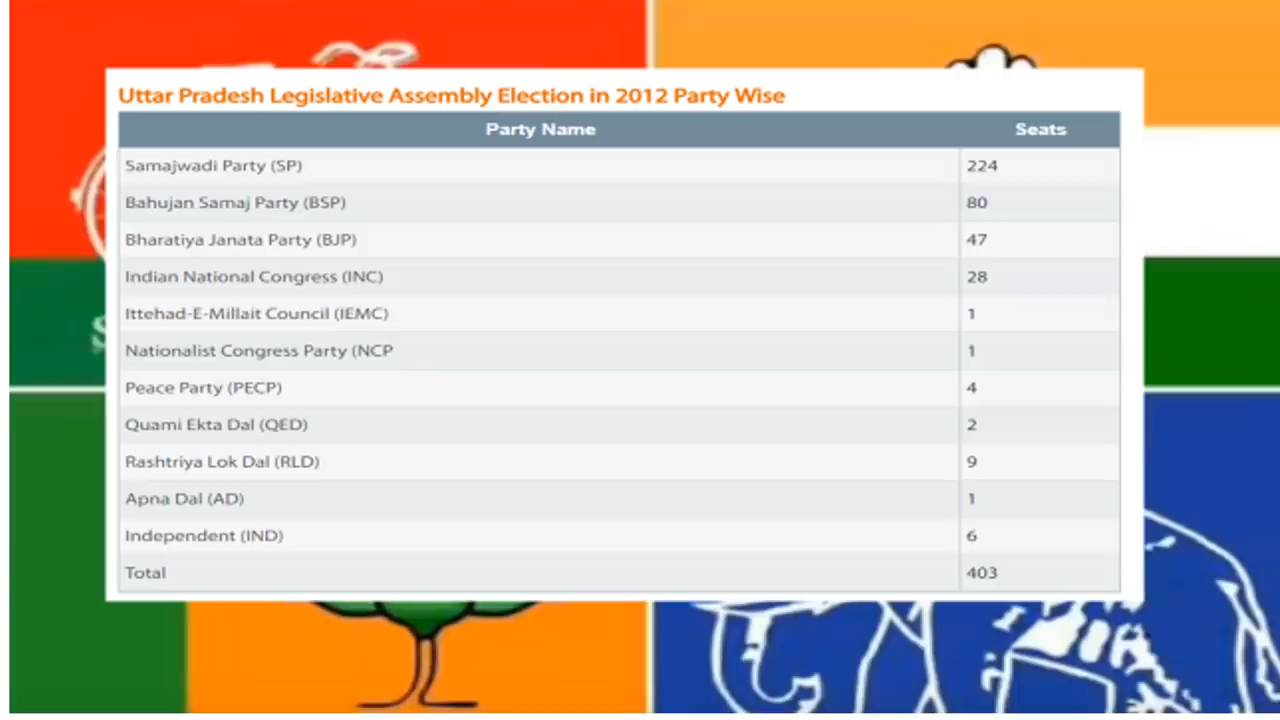 Uttar Pradesh Legislative Assembly Election in 2012 Party Wise
Party Name Seats
Samajwadi Party (SP) 224
Bahujan Samaj Party (BSP) 80
Bharatiya Janata Party (BJP) 47
Indian National Congress (INC) 28
Ittehad-E-Millait Council (IEMC) 1
Nationalist Congress Party (NCP 1
Peace Party (PECP) 4
Quami Ekta Dal (QED) 2
Rashtriya Lok Dal (RLD) 9
Apna Dal (AD) 1
Independent (IND) 6
Total 403